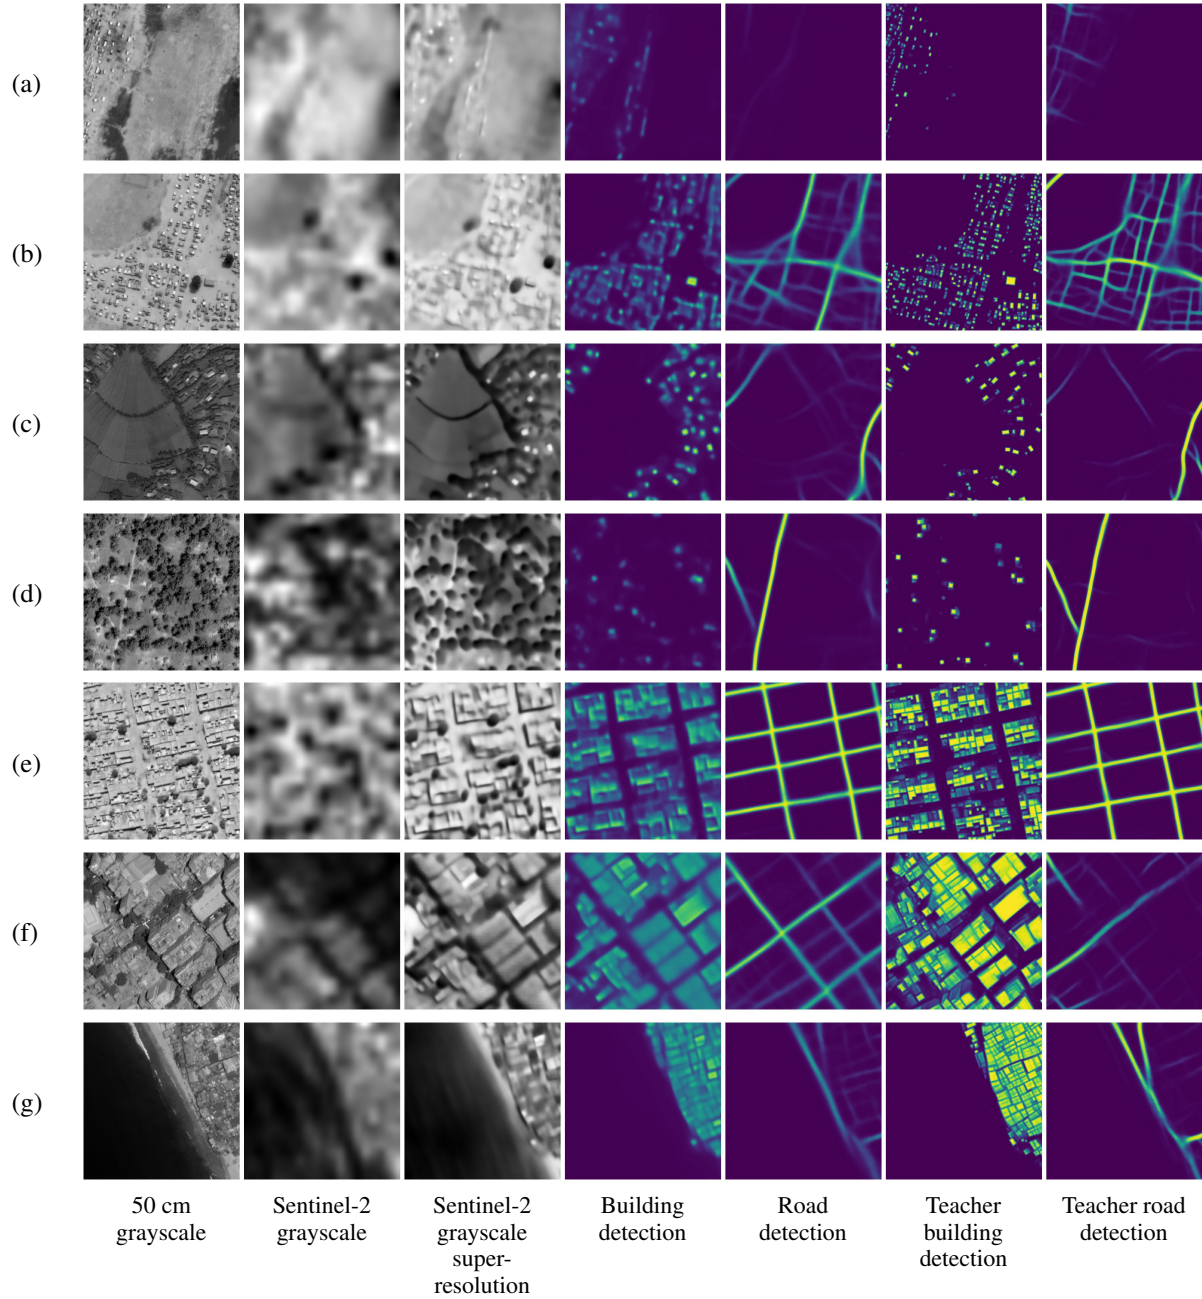 (a)
(b)
(c)
(d)
(e)
(f)
(g)
50 cm
grayscale
Sentinel-2
grayscale
Sentinel-2
grayscale
super-
resolution
Building
detection
Road
detection
Teacher
building
detection
Teacher road
detection